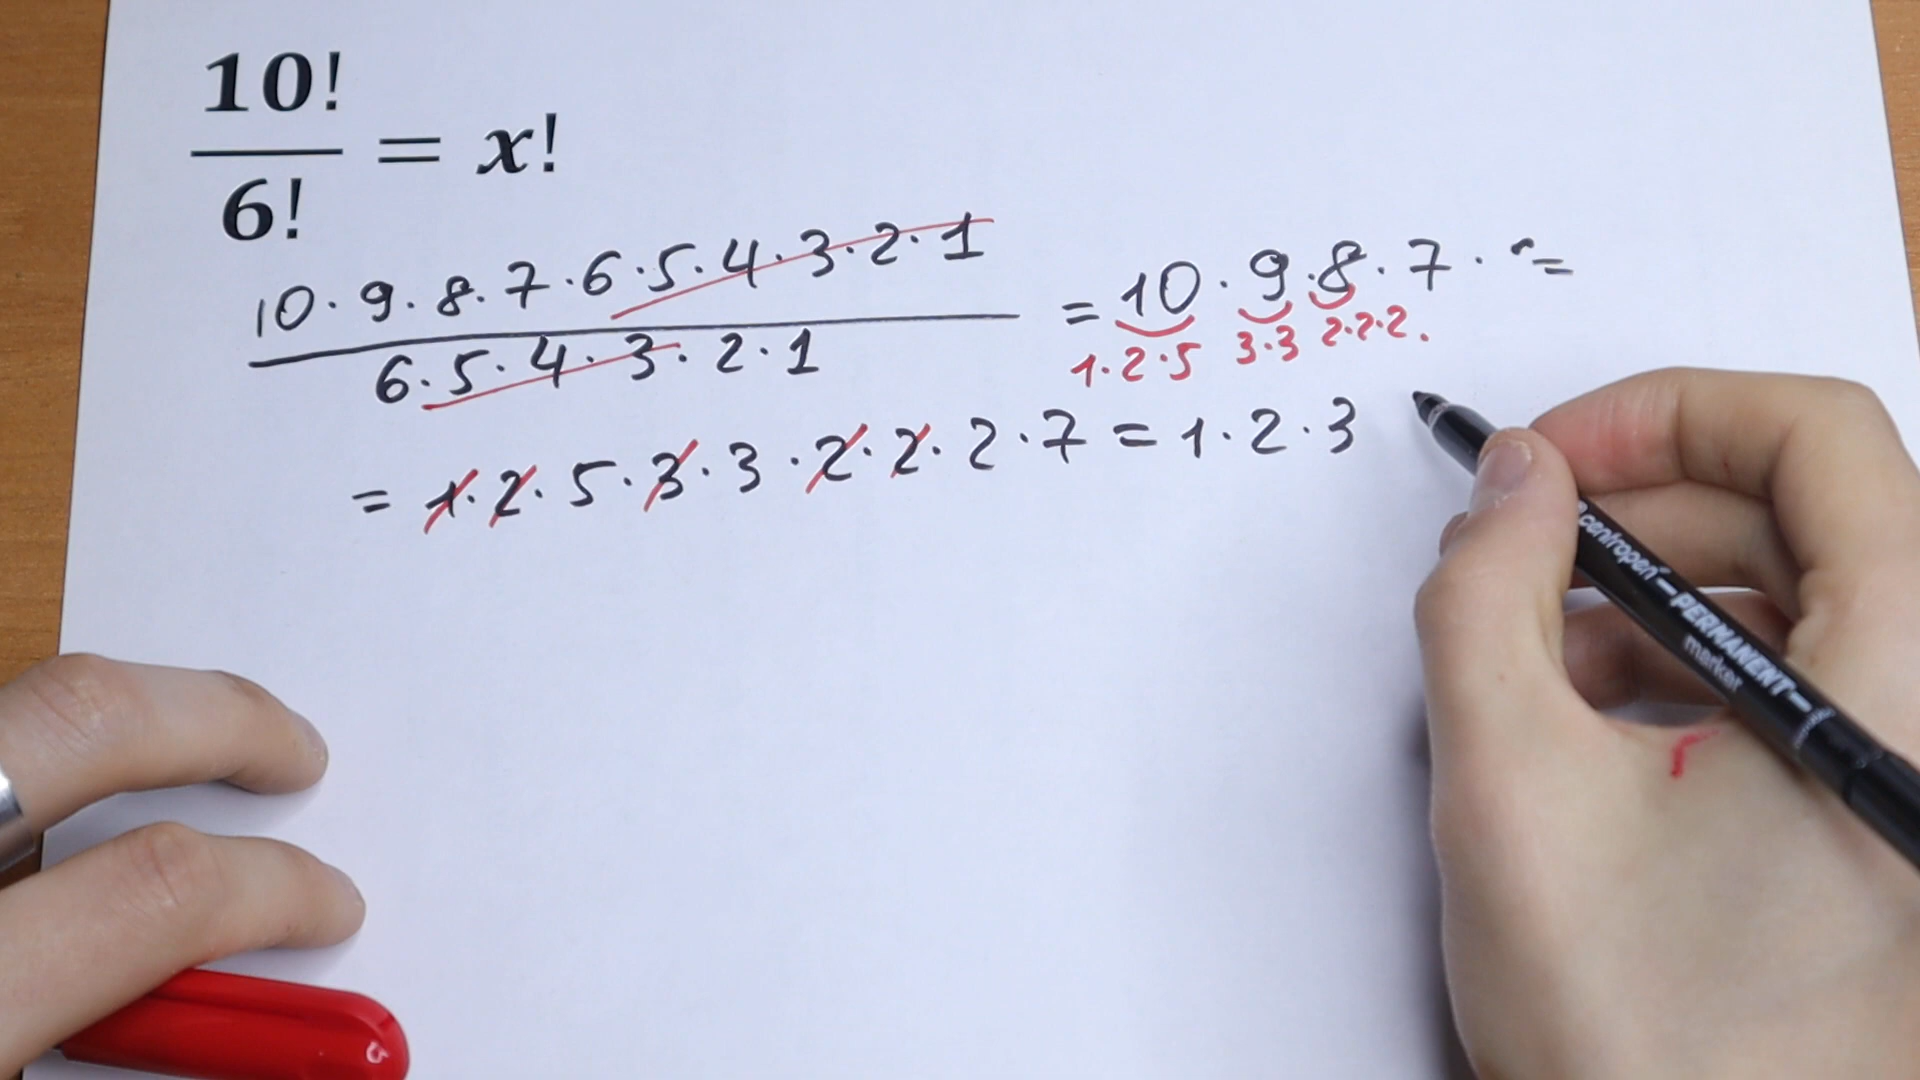 10!
6!
= x!
10 · 9 · 8 · 7 · 6 · 5 · 4 · 3 · 2 · 1
6 · 5 · 4 · 3 · 2 · 1
= 10 · 9 · 8 · 7 · =
1·2·5 3·3 2·2·2·
= 1 · 2 · 5 · 3 · 3 · 2 · 2 · 2 · 7 = 1 · 2 · 3
centropen — PERMANENT —
marker